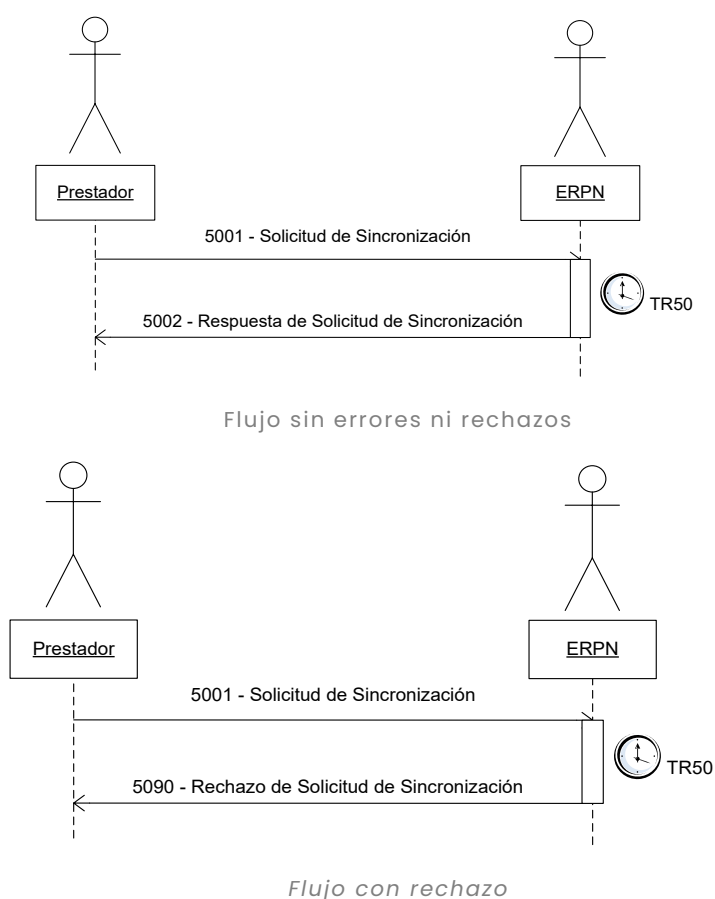 Prestador
ERPN
5001 - Solicitud de Sincronización
TR50
5002 - Respuesta de Solicitud de Sincronización
Flujo sin errores ni rechazos
Prestador
ERPN
5001 - Solicitud de Sincronización
TR50
5090 - Rechazo de Solicitud de Sincronización
Flujo con rechazo